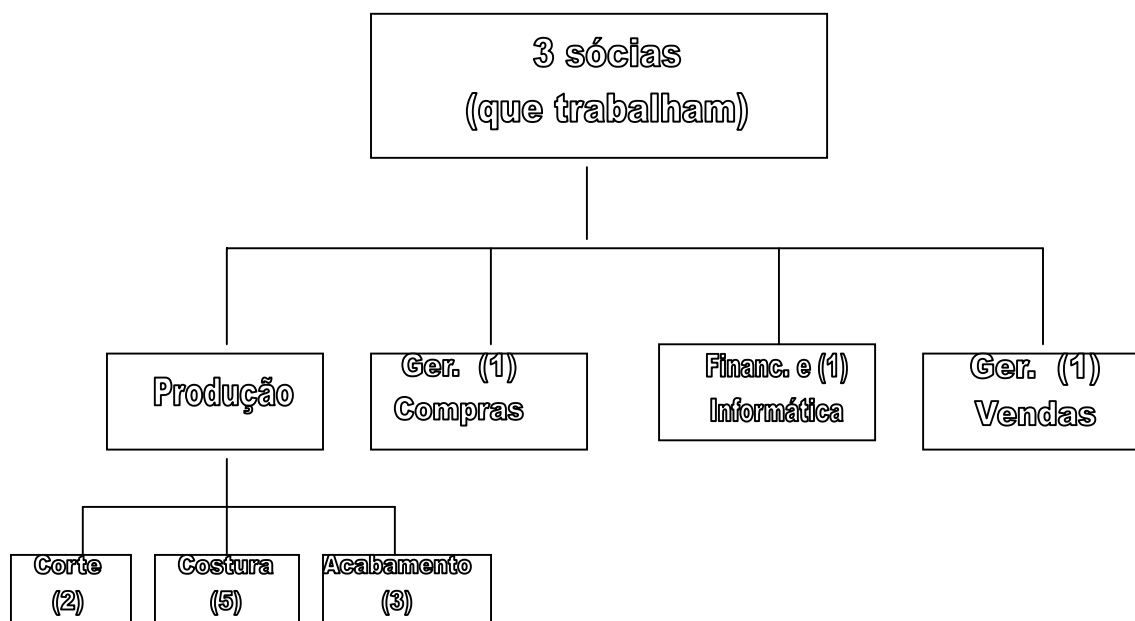 3 sócias
(que trabalham)
Produção
Ger. (1)
Compras
Financ. e (1)
Informática
Ger. (1)
Vendas
Corte
(2)
Costura
(5)
Acabamento
(3)